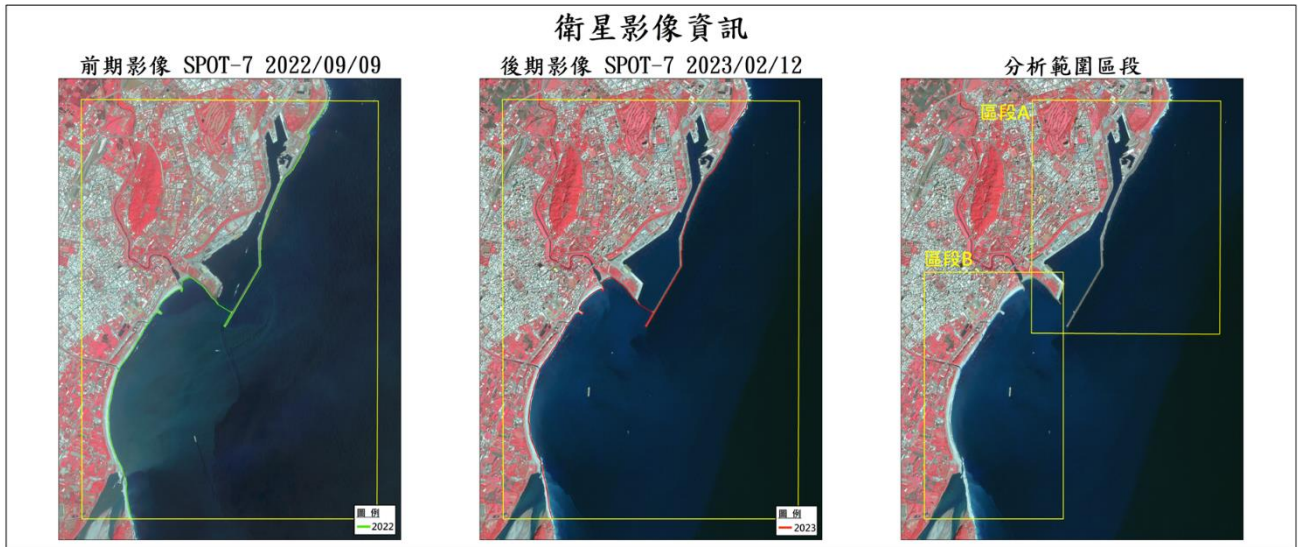 衛星影像資訊
前期影像 SPOT-7 2022/09/09
後期影像 SPOT-7 2023/02/12
分析範圍區段
區段A
區段B
圖 例
2022
圖 例
2023